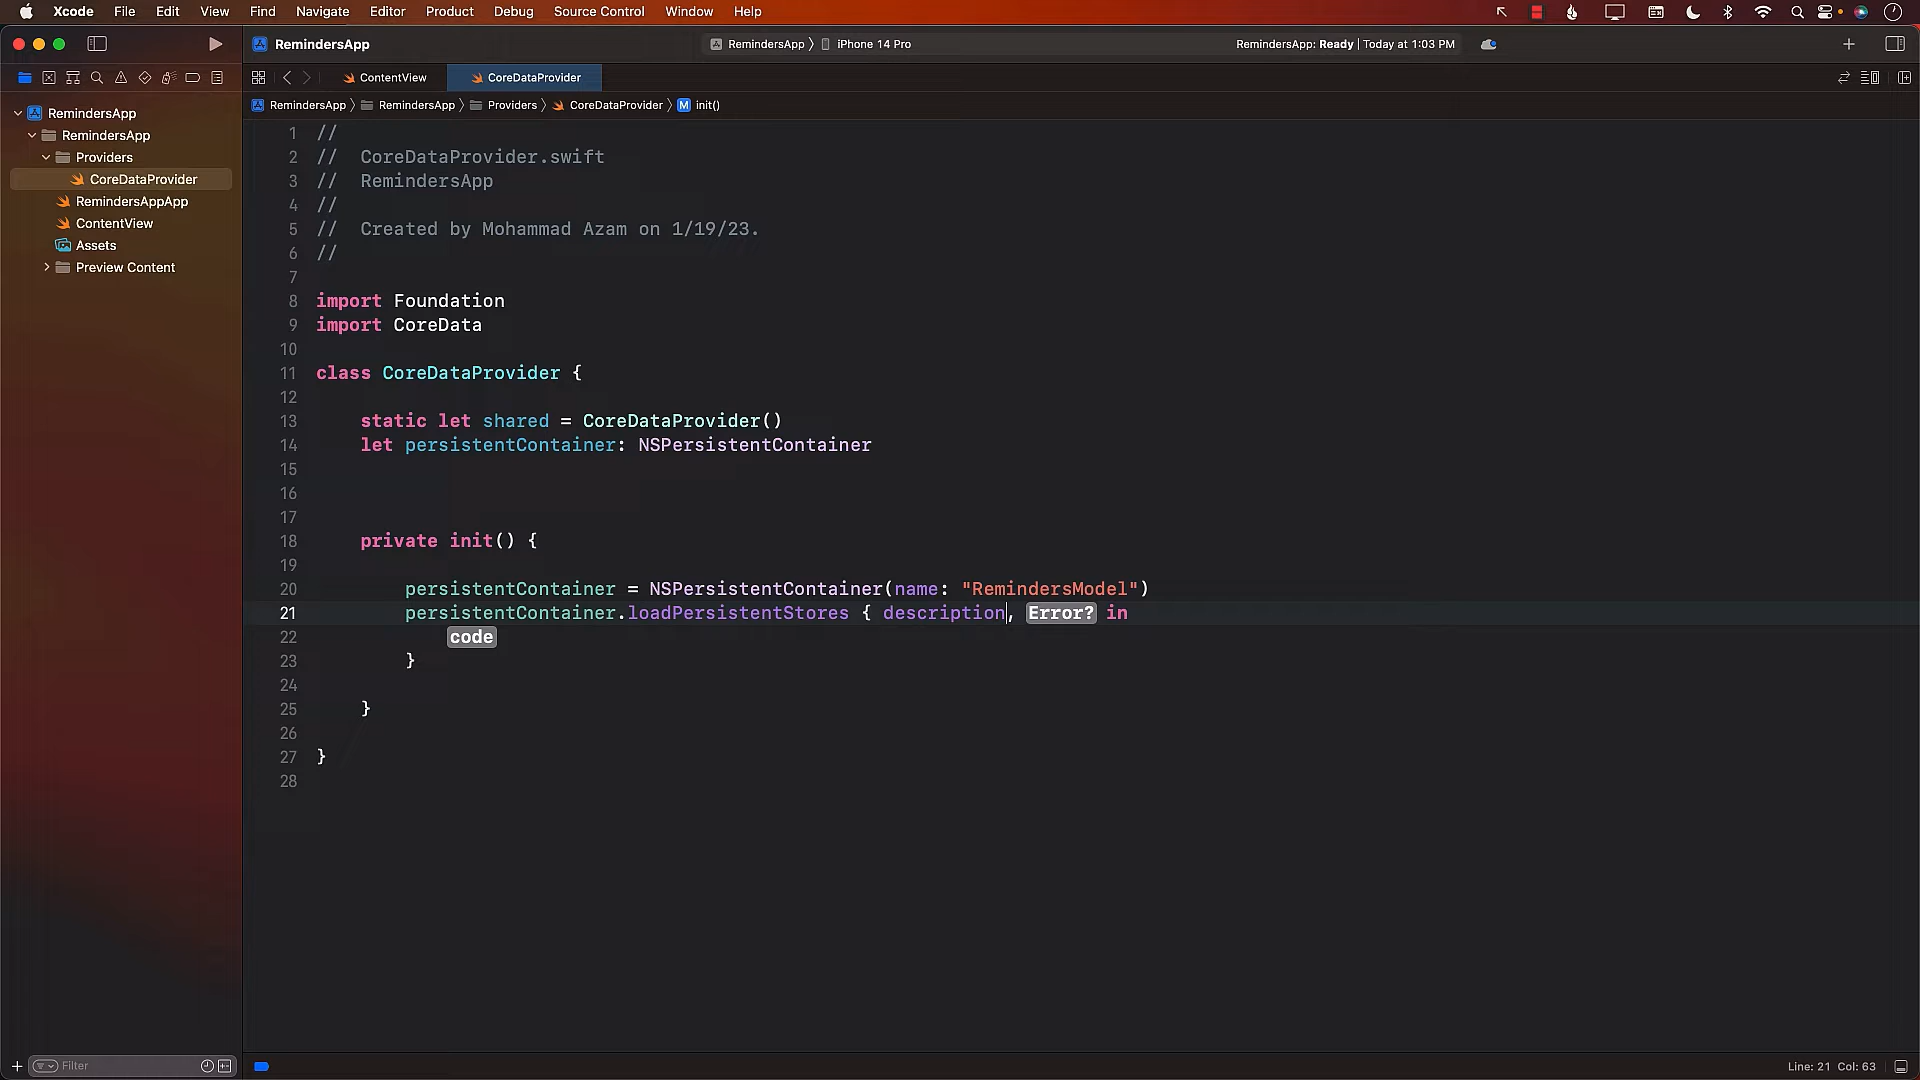 Xcode File Edit View Find Navigate Editor Product Debug Source Control Window Help
RemindersApp
RemindersApp iPhone 14 Pro
RemindersApp: Ready | Today at 1:03 PM
ContentView CoreDataProvider
RemindersApp RemindersApp Providers CoreDataProvider M init()
RemindersApp
RemindersApp
Providers
CoreDataProvider
RemindersAppApp
ContentView
Assets
Preview Content
1 //
2 // CoreDataProvider.swift
3 // RemindersApp
4 //
5 // Created by Mohammad Azam on 1/19/23.
6 //
7
8 import Foundation
9 import CoreData
10
11 class CoreDataProvider {
12
13 static let shared = CoreDataProvider()
14 let persistentContainer: NSPersistentContainer
15
16
17
18 private init() {
19
20 persistentContainer = NSPersistentContainer(name: "RemindersModel")
21 persistentContainer.loadPersistentStores { description, Error? in
22 code
23 }
24
25 }
26
27 }
28
Filter
Line: 21 Col: 63